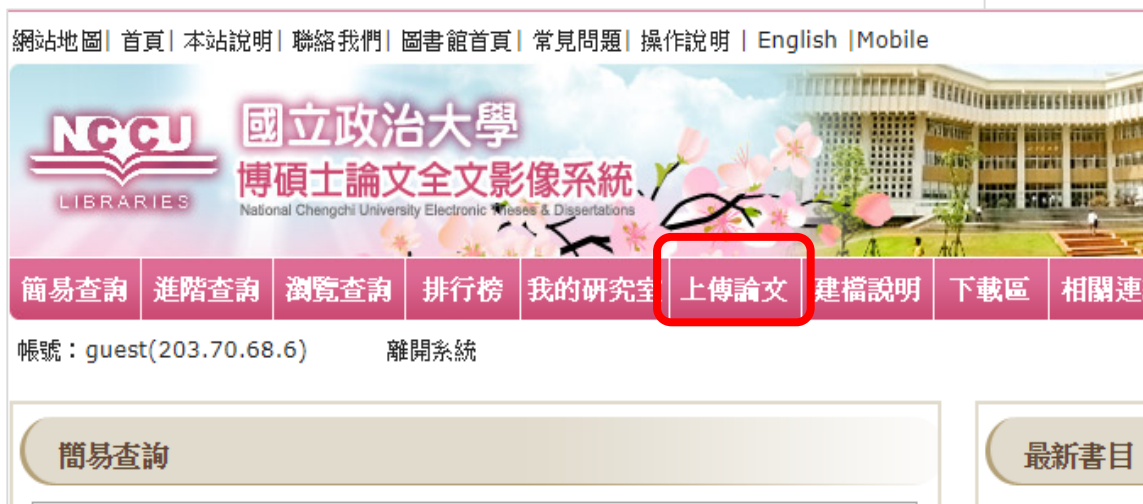 網站地圖| 首頁| 本站說明| 聯絡我們| 圖書館首頁| 常見問題| 操作說明 | English |Mobile
NCCU
LIBRARIES
國立政治大學
博碩士論文全文影像系統
National Chengchi University Electronic Theses & Dissertations
簡易查詢 進階查詢 瀏覽查詢 排行榜 我的研究室 上傳論文 建檔說明 下載區 相關連
帳號：guest(203.70.68.6) 離開系統
簡易查詢
最新書目